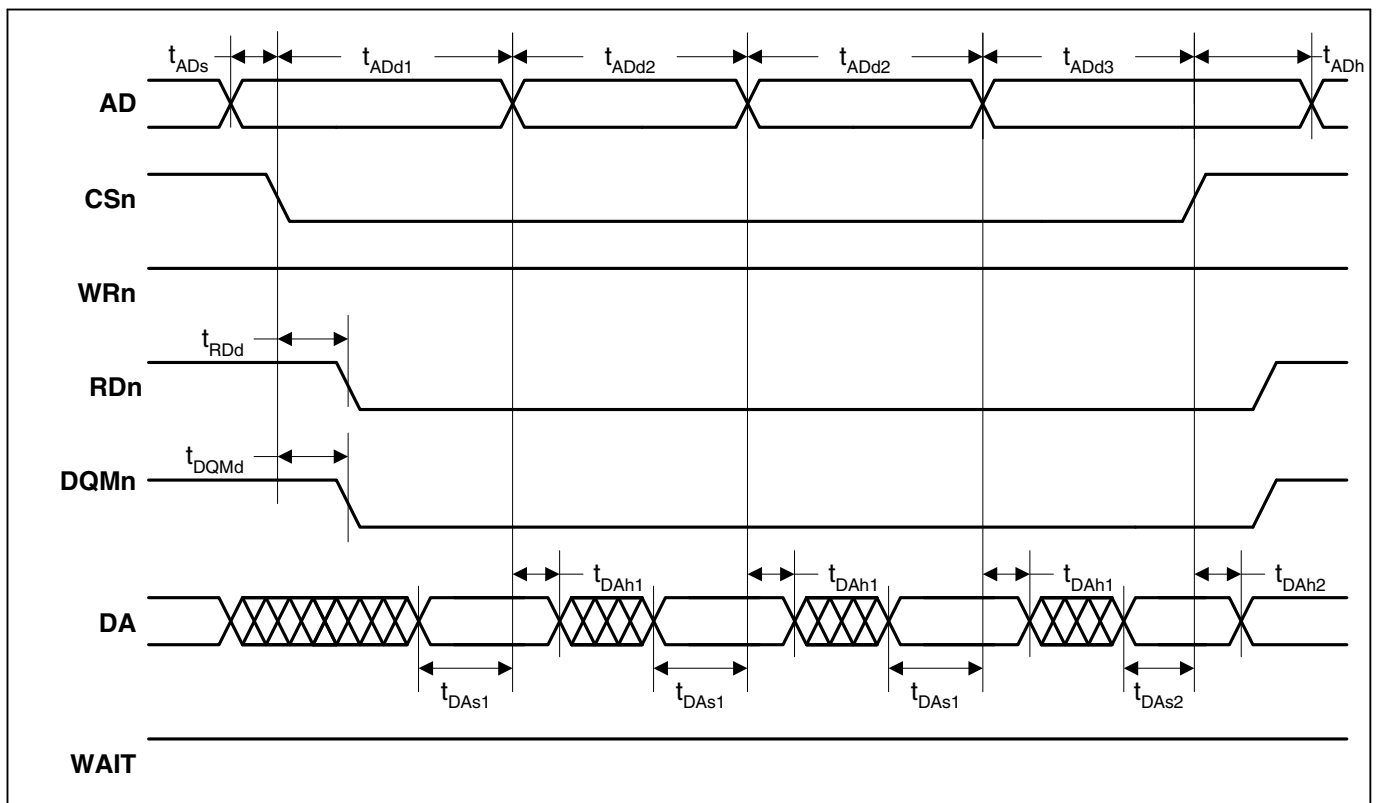 tADs tADd1 tADd2 tADd2 tADd3 tADh
AD
CSn
WRn
tRDd
RDn
tDQMd
DQMn
tDAh1 tDAh1 tDAh1 tDAh2
DA
tDAs1 tDAs1 tDAs1 tDAs2
WAIT